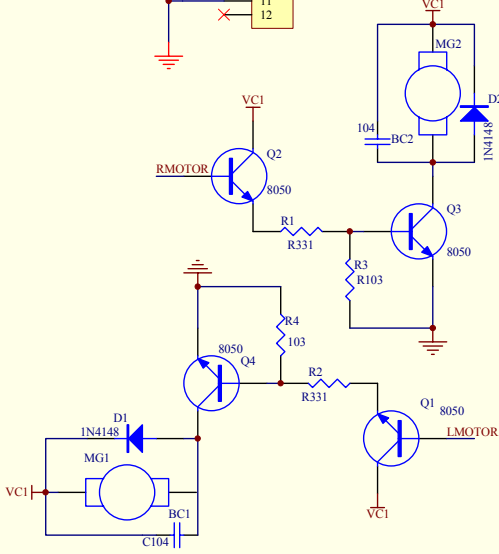 11
12
VC1
MG2
D2
1N4148
104
BC2
VC1
Q2
RMOTOR
8050
R1
R331
Q3
8050
R3
R103
R4
103
8050
Q4
R2
R331
Q1
8050
LMOTOR
VC1
D1
1N4148
MG1
VC1
BC1
C104